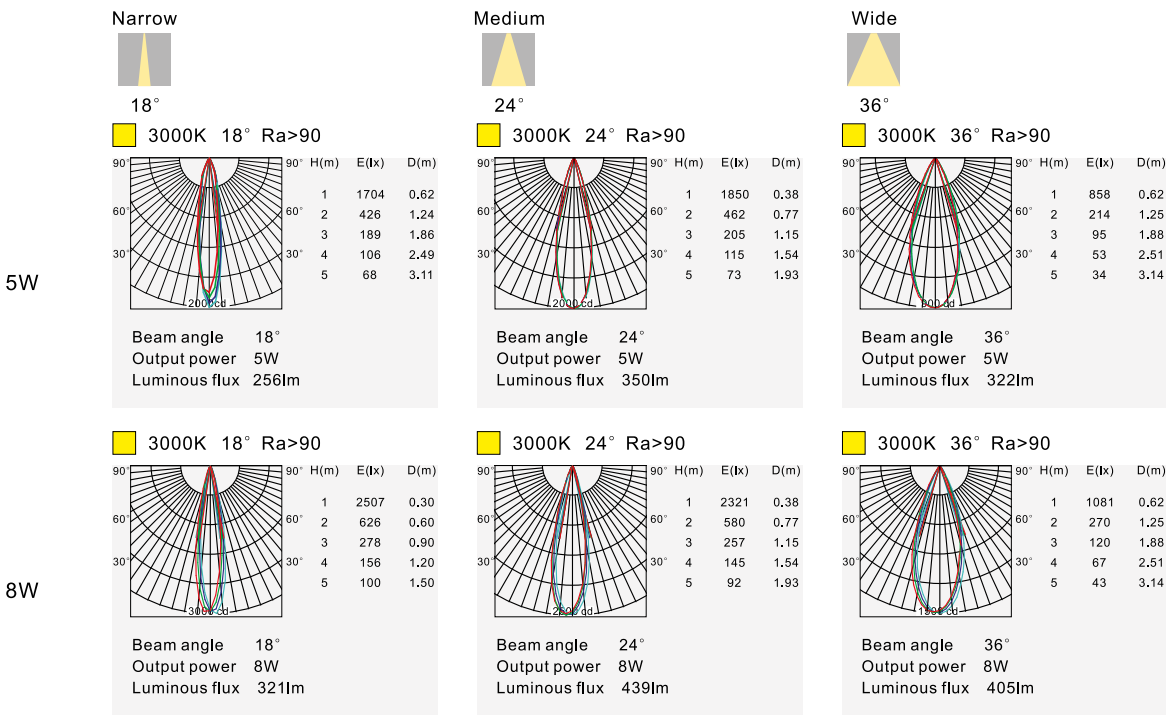 Narrow
18°
Medium
24°
Wide
36°
5W
3000K 18° Ra>90
90° 90° H(m) E(lx) D(m)
1 1704 0.62
60° 60° 2 426 1.24
3 189 1.86
30° 30° 4 106 2.49
5 68 3.11
2000cd
Beam angle 18°
Output power 5W
Luminous flux 256lm
3000K 24° Ra>90
90° 90° H(m) E(lx) D(m)
1 1850 0.38
60° 60° 2 462 0.77
3 205 1.15
30° 30° 4 115 1.54
5 73 1.93
2000 cd
Beam angle 24°
Output power 5W
Luminous flux 350lm
3000K 36° Ra>90
90° 90° H(m) E(lx) D(m)
1 858 0.62
60° 60° 2 214 1.25
3 95 1.88
30° 30° 4 53 2.51
5 34 3.14
cd
Beam angle 36°
Output power 5W
Luminous flux 322lm
8W
3000K 18° Ra>90
90° 90° H(m) E(lx) D(m)
1 2507 0.30
60° 60° 2 626 0.60
3 278 0.90
30° 30° 4 156 1.20
5 100 1.50
3000 cd
Beam angle 18°
Output power 8W
Luminous flux 321lm
3000K 24° Ra>90
90° 90° H(m) E(lx) D(m)
1 2321 0.38
60° 60° 2 580 0.77
3 257 1.15
30° 30° 4 145 1.54
5 92 1.93
cd
Beam angle 24°
Output power 8W
Luminous flux 439lm
3000K 36° Ra>90
90° 90° H(m) E(lx) D(m)
1 1081 0.62
60° 60° 2 270 1.25
3 120 1.88
30° 30° 4 67 2.51
5 43 3.14
cd
Beam angle 36°
Output power 8W
Luminous flux 405lm